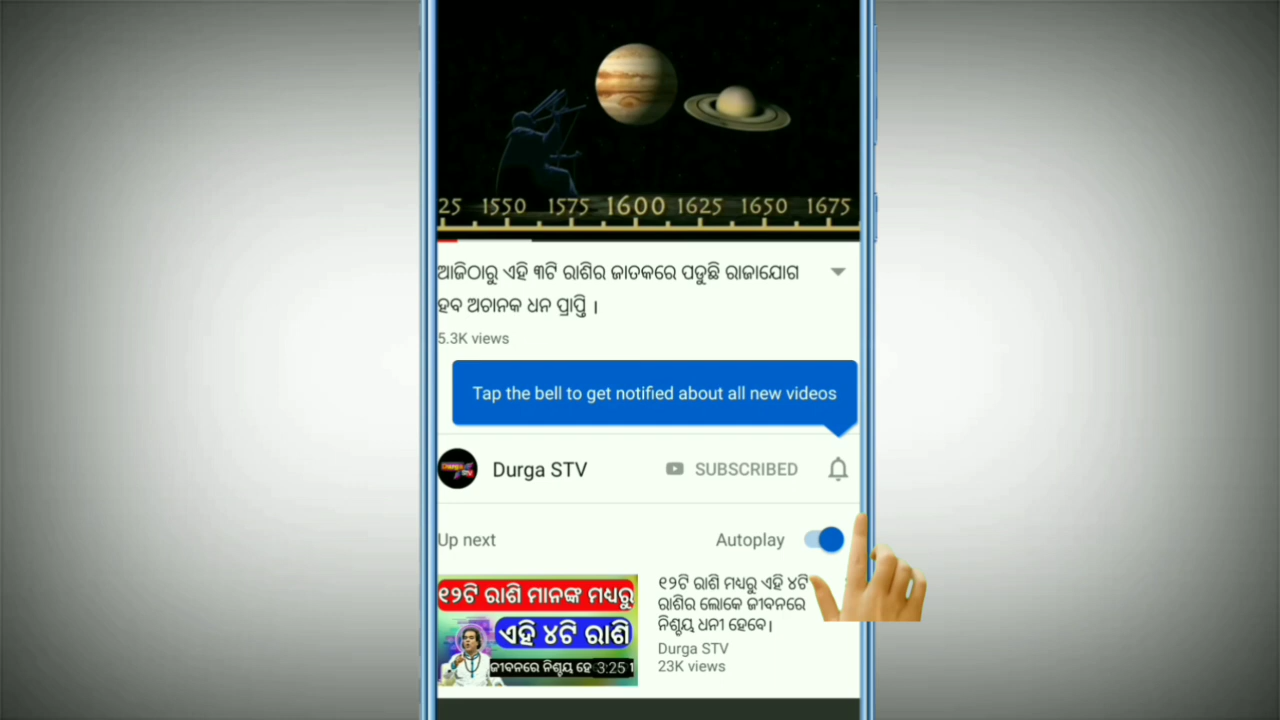 25 1550 1575 1600 1625 1650 1675
ଆଜିଠାରୁ ଏହି ୩ଟି ରାଶିର ଜାତକରେ ପଡୁଛି ରାଜାଯୋଗ
ହବ ଅଚାନକ ଧନ ପ୍ରାପ୍ତି ।
5.3K views
Tap the bell to get notified about all new videos
Durga STV
SUBSCRIBED
Up next
Autoplay
୧୨ଟି ରାଶି ମାନଙ୍କ ମଧ୍ୟରୁ
ଏହି ୪ଟି ରାଶି
ଜୀବନରେ ନିଶ୍ଚୟ ହେ
3:25
୧୨ଟି ରାଶି ମଧ୍ୟରୁ ଏହି ୪ଟି
ରାଶିର ଲୋକେ ଜୀବନରେ
ନିଶ୍ଚୟ ଧନୀ ହେବେ।
Durga STV
23K views